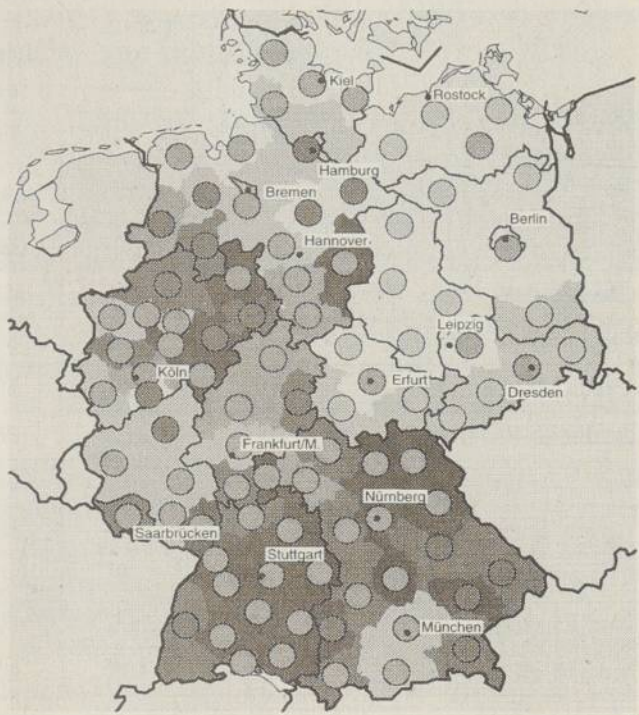 Kiel
Rostock
Hamburg
Bremen
Berlin
Hannover
Leipzig
Köln
Erfurt
Dresden
Frankfurt/M.
Nürnberg
Saarbrücken
Stuttgart
München